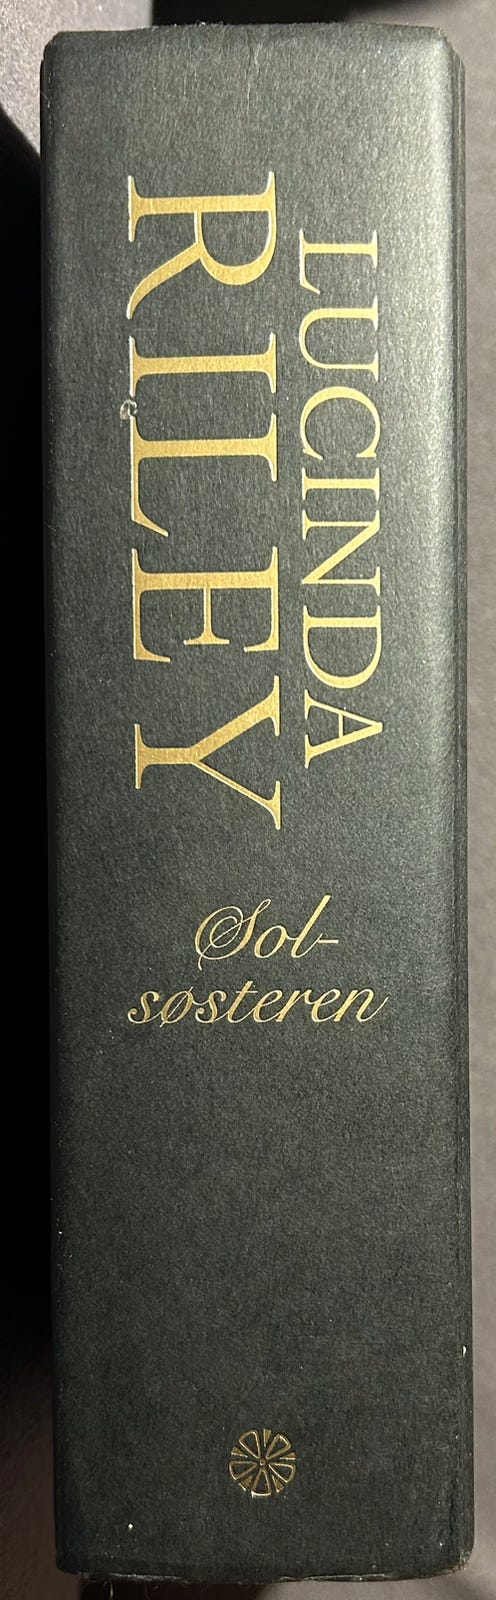 LUCINDA
RILEY
Sol-
søsteren